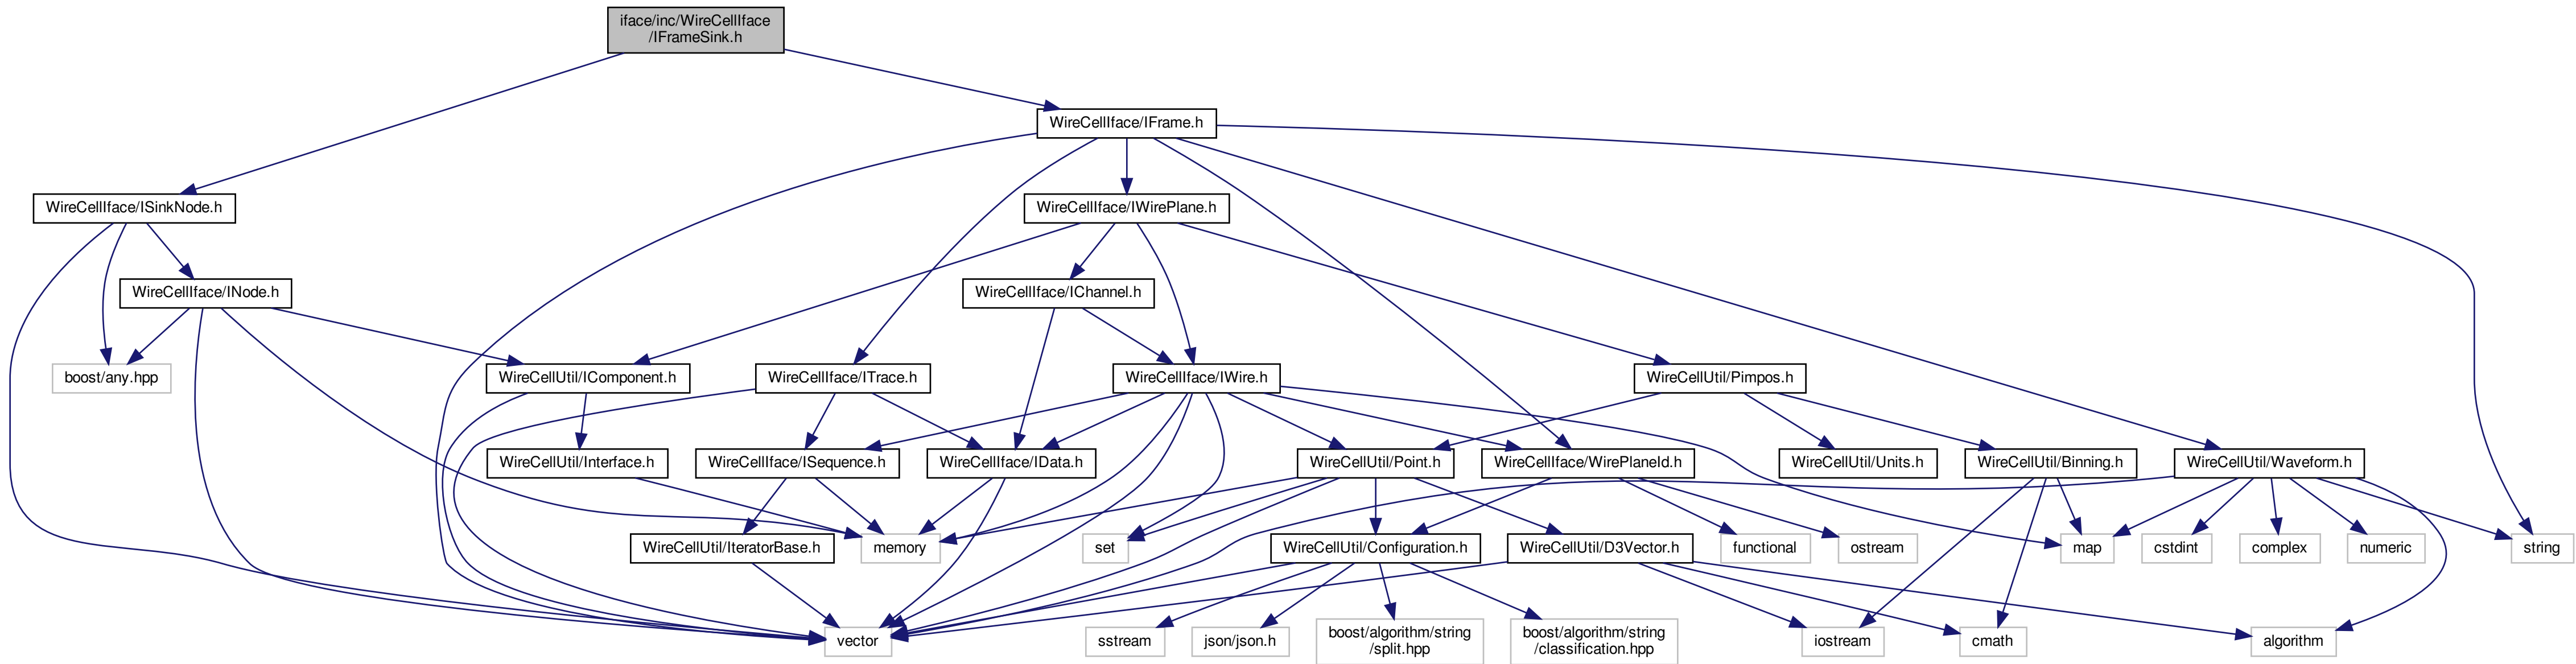 iface/inc/WireCellIface
/IFrameSink.h
WireCellIface/IFrame.h
WireCellIface/ISinkNode.h
WireCellIface/IWirePlane.h
WireCellIface/INode.h
WireCellIface/IChannel.h
boost/any.hpp
WireCellUtil/IComponent.h
WireCellIface/ITrace.h
WireCellIface/IWire.h
WireCellUtil/Pimpos.h
WireCellUtil/Interface.h
WireCellIface/ISequence.h
WireCellIface/IData.h
WireCellUtil/Point.h
WireCellIface/WirePlaneId.h
WireCellUtil/Units.h
WireCellUtil/Binning.h
WireCellUtil/Waveform.h
WireCellUtil/IteratorBase.h
memory
set
WireCellUtil/Configuration.h
WireCellUtil/D3Vector.h
functional
ostream
map
cstdint
complex
numeric
string
vector
sstream
json/json.h
boost/algorithm/string
/split.hpp
boost/algorithm/string
/classification.hpp
iostream
cmath
algorithm